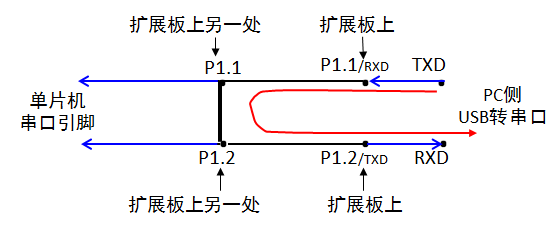 扩展板上另一处 扩展板上
P1.1 P1.1/RXD TXD
单片机
串口引脚
PC侧
USB转串口
P1.2 P1.2/TXD RXD
扩展板上另一处 扩展板上